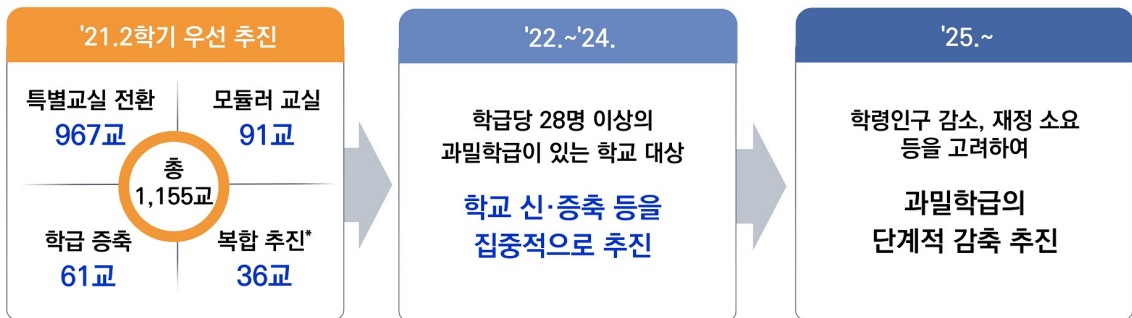 '21.2학기 우선 추진
특별교실 전환
967교
모듈러 교실
91교
총
1,155교
학급 증축
61교
복합 추진*
36교
'22.~'24.
학급당 28명 이상의
과밀학급이 있는 학교 대상
학교 신·증축 등을
집중적으로 추진
'25.~
학령인구 감소, 재정 소요
등을 고려하여
과밀학급의
단계적 감축 추진